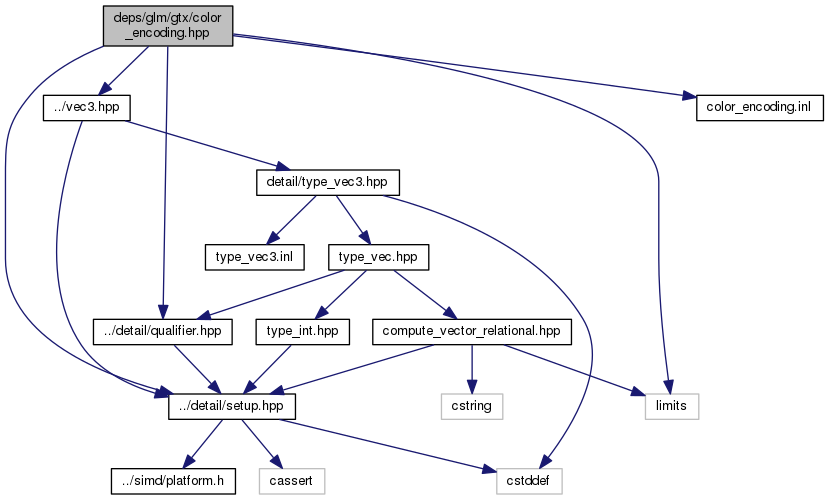 deps/glm/gtx/color
_encoding.hpp
../vec3.hpp
color_encoding.inl
detail/type_vec3.hpp
type_vec3.inl
type_vec.hpp
../detail/qualifier.hpp
type_int.hpp
compute_vector_relational.hpp
../detail/setup.hpp
cstring
limits
../simd/platform.h
cassert
cstddef